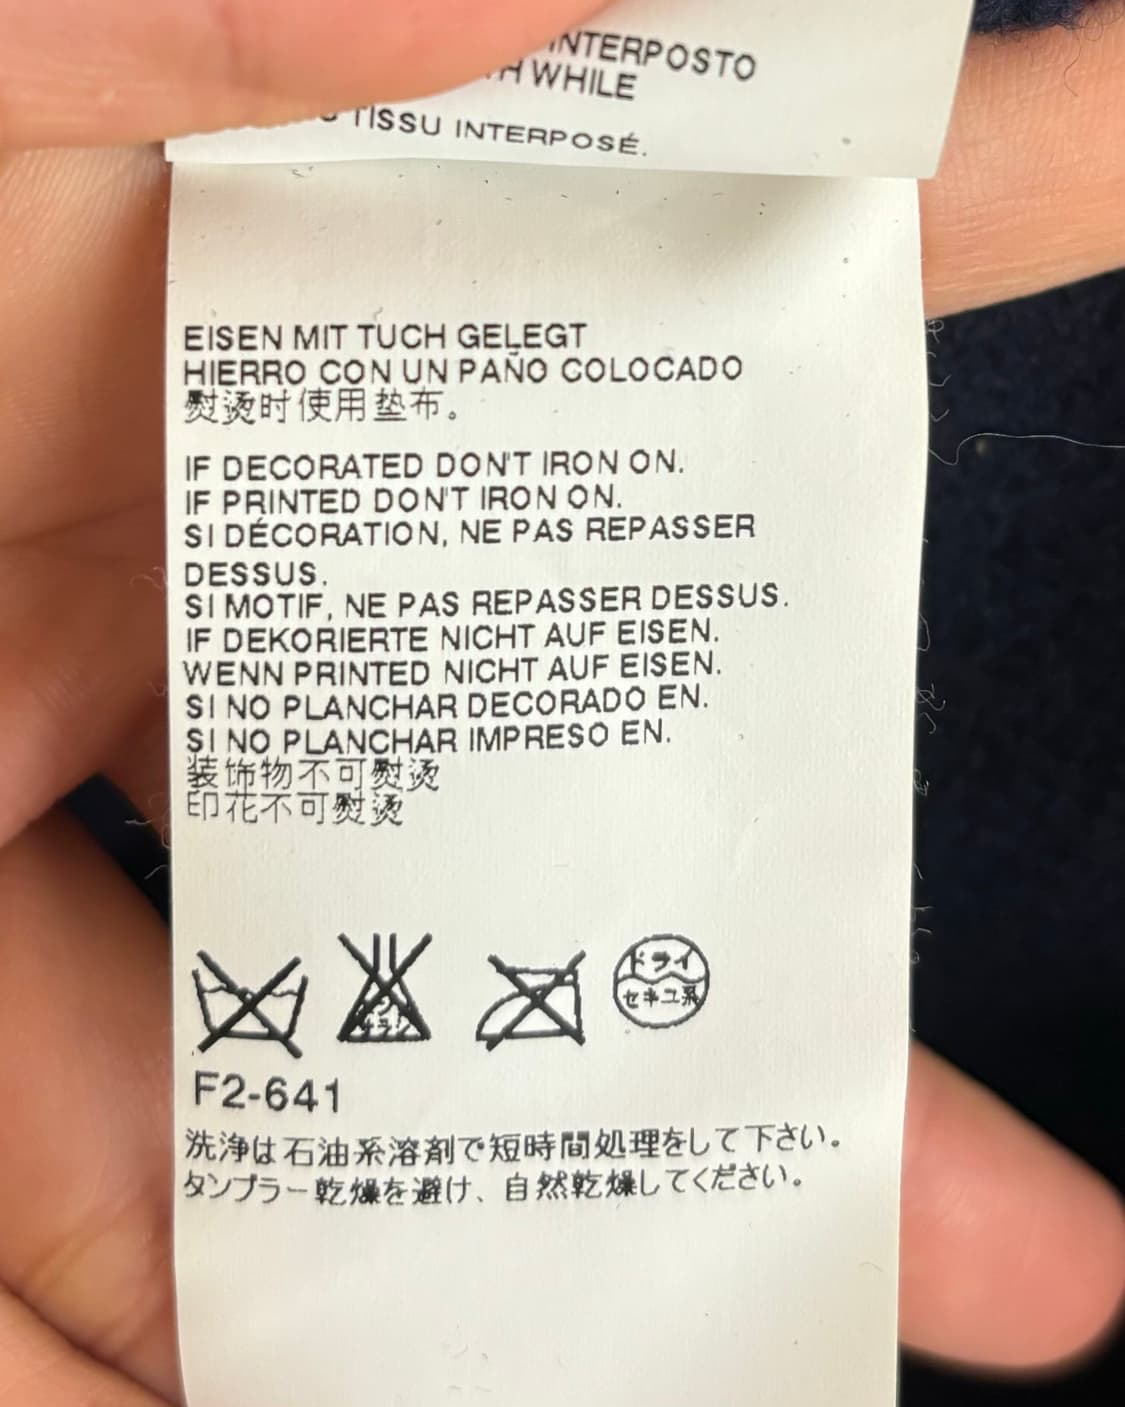 INTERPOSTO
WHILE
TISSU INTERPOSÉ.
EISEN MIT TUCH GELEGT
HIERRO CON UN PAÑO COLOCADO
熨烫时使用垫布。
IF DECORATED DON'T IRON ON.
IF PRINTED DON'T IRON ON.
SI DÉCORATION, NE PAS REPASSER
DESSUS.
SI MOTIF, NE PAS REPASSER DESSUS.
IF DEKORIERTE NICHT AUF EISEN.
WENN PRINTED NICHT AUF EISEN.
SI NO PLANCHAR DECORADO EN.
SI NO PLANCHAR IMPRESO EN.
装饰物不可熨烫
印花不可熨烫
ドライ
セキユ系
F2-641
洗浄は石油系溶剤で短時間処理をして下さい。
タンブラー乾燥を避け、自然乾燥してください。